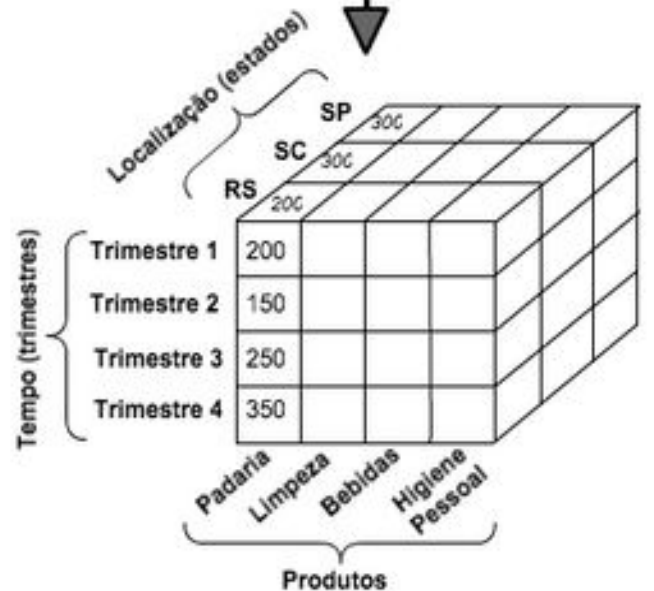 Localização (estados)
SP 300
SC 300
RS 200
Tempo (trimestres)
Trimestre 1 200
Trimestre 2 150
Trimestre 3 250
Trimestre 4 350
Padaria
Limpeza
Bebidas
Higiene
Pessoal
Produtos